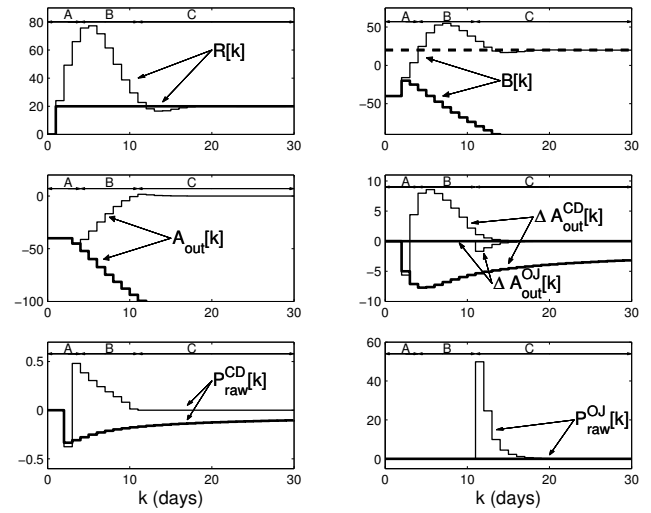 A B C
80
60
40
20
0
0 10 20 30
R[k]
A B C
50
0
−50
0 10 20 30
B[k]
A B C
0
−50
−100
0 10 20 30
A_out[k]
A B C
10
5
0
−5
−10
0 10 20 30
Δ A_out^CD[k]
Δ A_out^OJ[k]
A B C
0.5
0
−0.5
0 10 20 30
P_raw^CD[k]
k (days)
A B C
60
40
20
0
0 10 20 30
P_raw^OJ[k]
k (days)